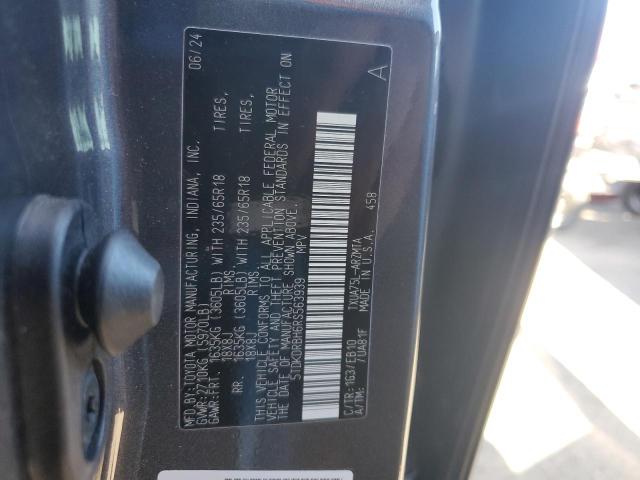 MFD.BY:TOYOTA MOTOR MANUFACTURING, INDIANA, INC. 06/24
GVWR:2710KG (5970LB)
GAWR:FRT. 1635KG (3605LB) WITH 235/65R18 TIRES,
18X8J RIMS,
RR. 1635KG (3605LB) WITH 235/65R18 TIRES,
18X8J RIMS,
THIS VEHICLE CONFORMS TO ALL APPLICABLE FEDERAL MOTOR
VEHICLE SAFETY AND THEFT PREVENTION STANDARDS IN EFFECT ON
THE DATE OF MANUFACTURE SHOWN ABOVE.
5TDKDRBH6RS563939 MPV
A
C/TR:1G3/EB10 TXUA75L-ARZMTA 458
A/TM: /UA81F MADE IN U.S.A.